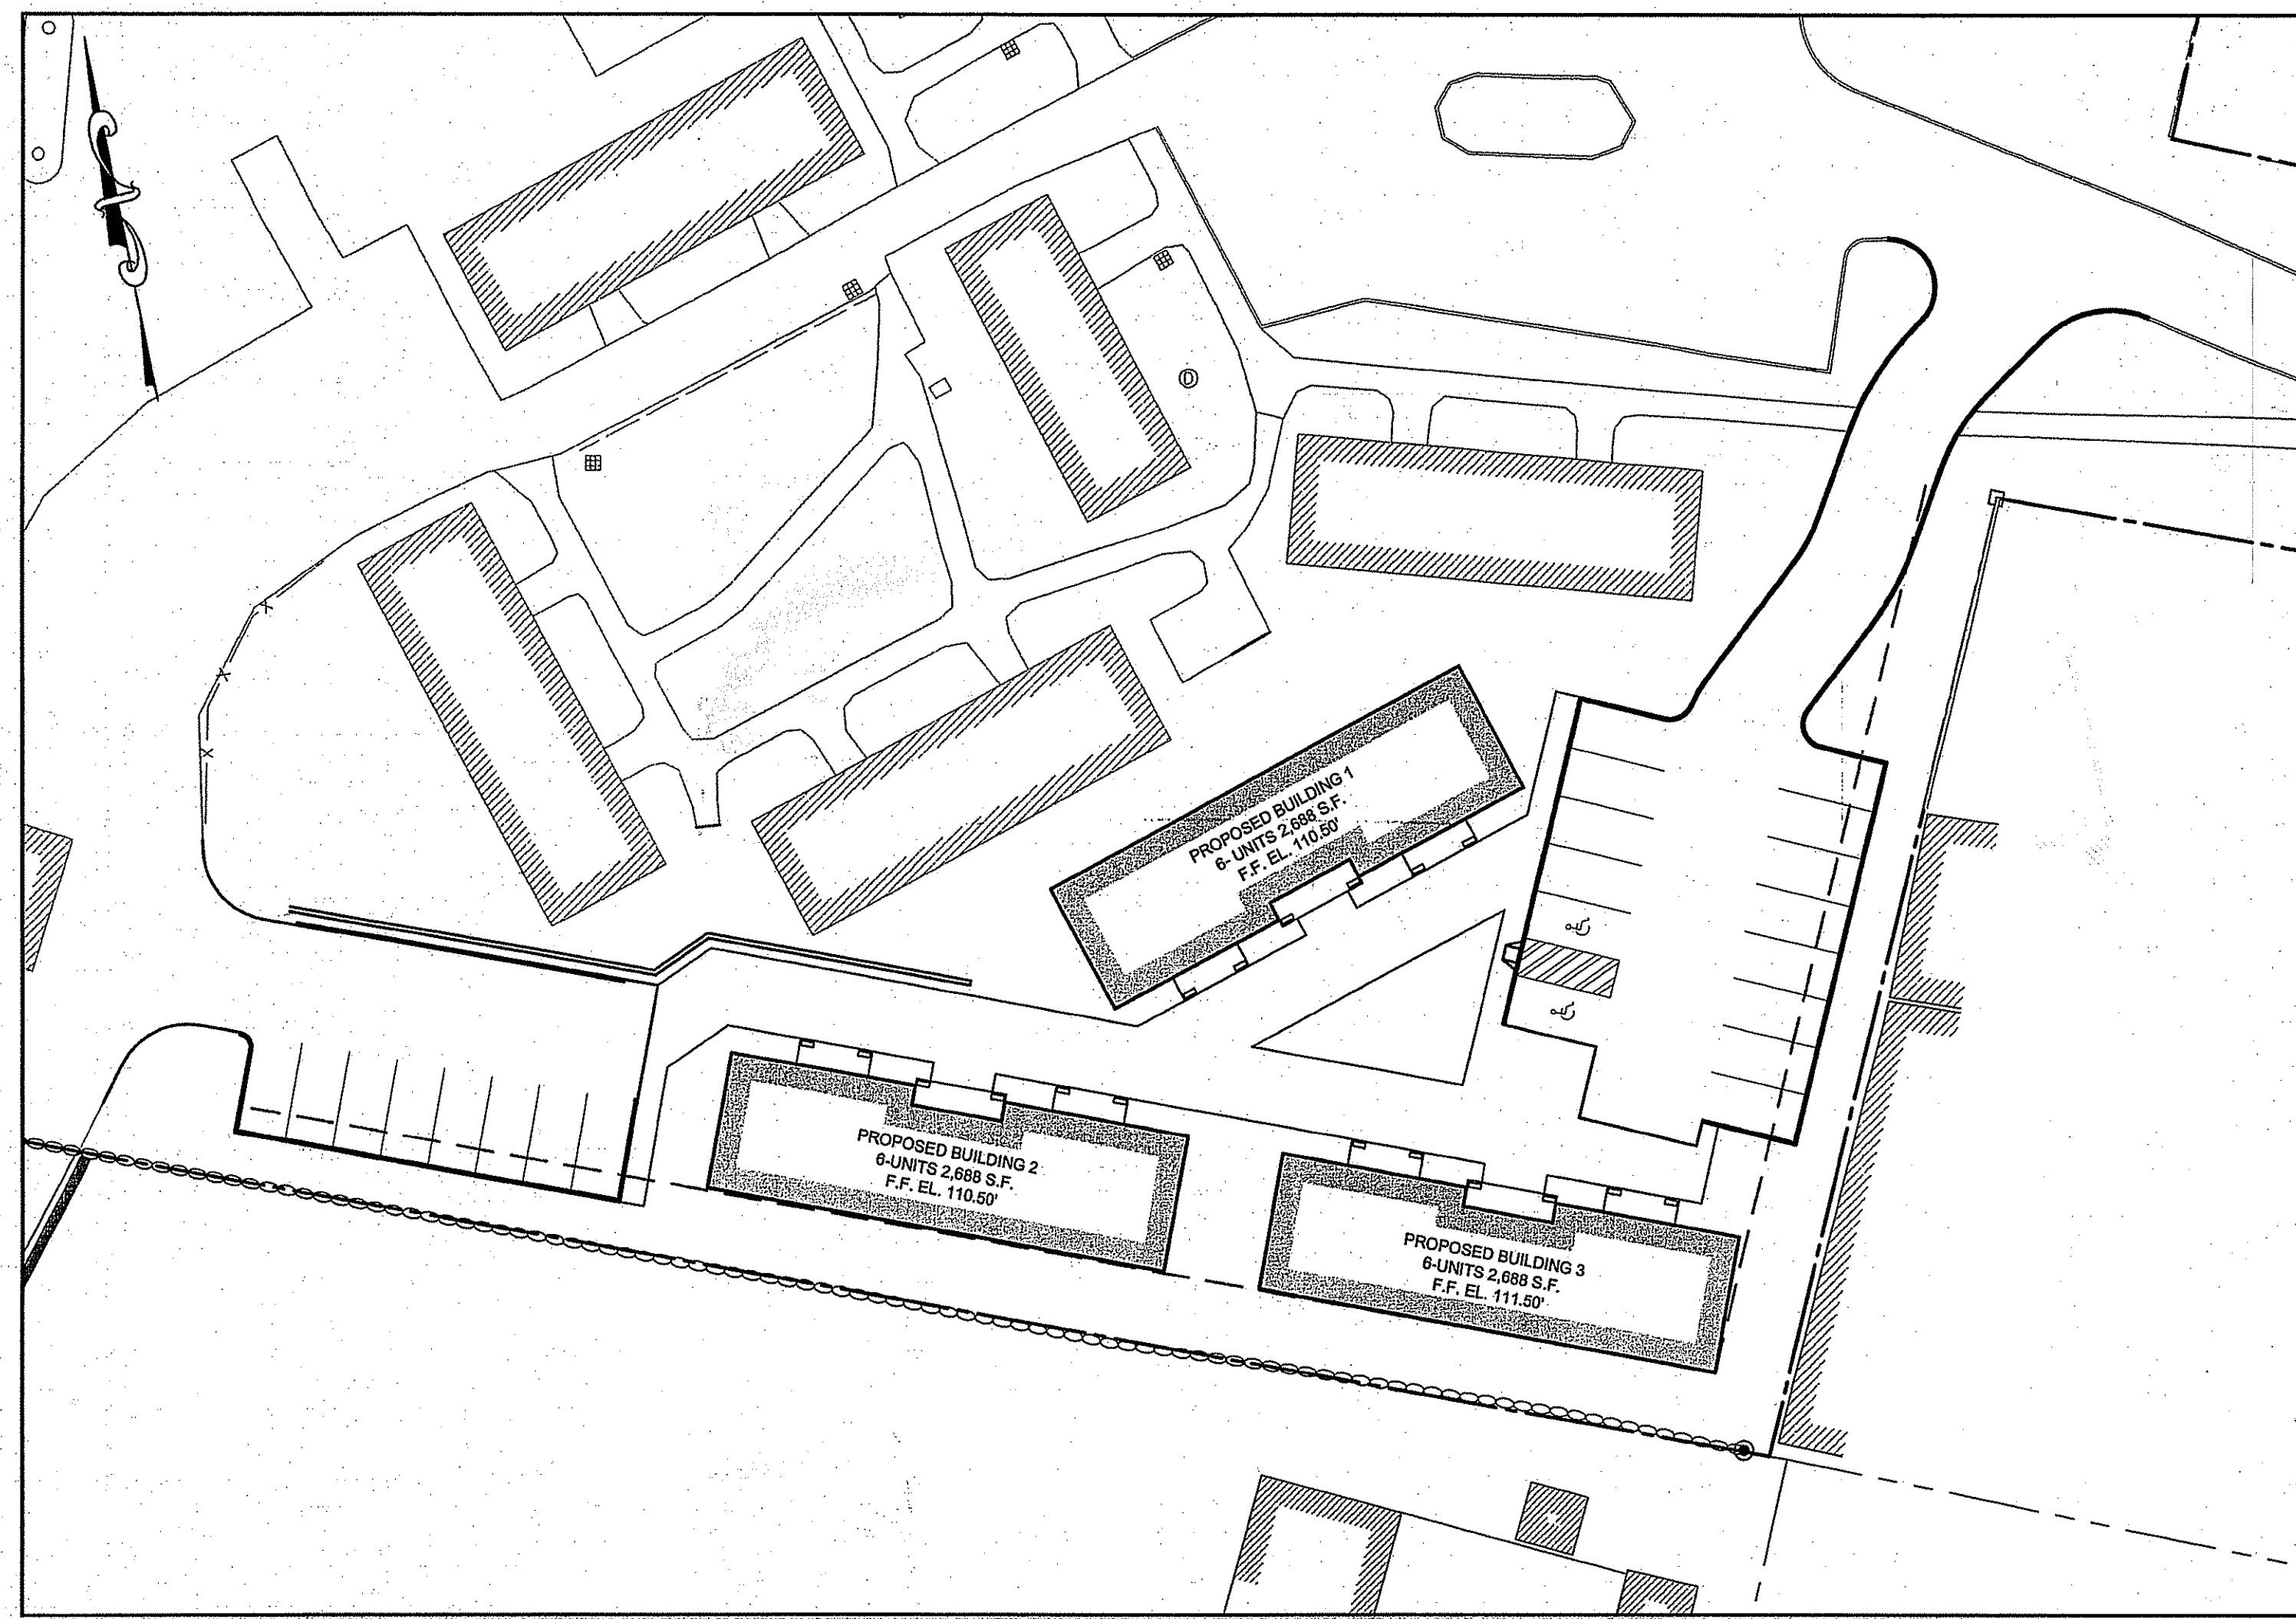 D
X
X
X
PROPOSED BUILDING 1
6- UNITS 2,688 S.F.
F.F. EL. 110.50'
PROPOSED BUILDING 2
6-UNITS 2,688 S.F.
F.F. EL. 110.50'
PROPOSED BUILDING 3
6-UNITS 2,688 S.F.
F.F. EL. 111.50'